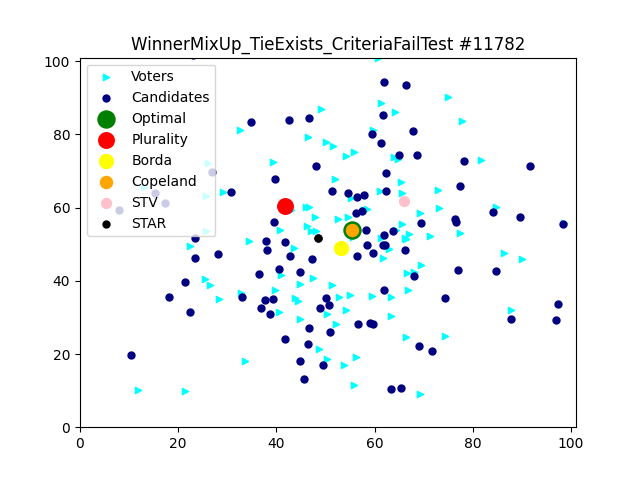 WinnerMixUp_TieExists_CriteriaFailTest #11782
100
80
60
40
20
0
Voters
Candidates
Optimal
Plurality
Borda
Copeland
STV
STAR
0 20 40 60 80 100